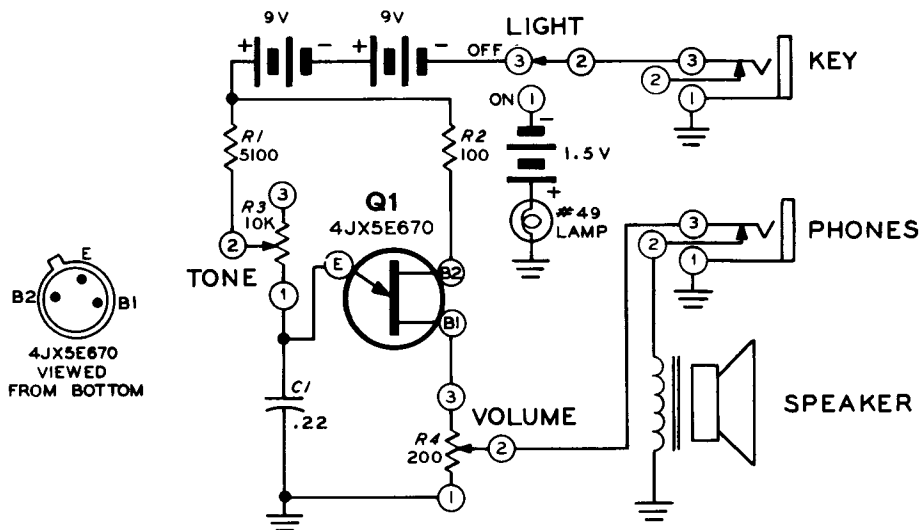 9V
9V
LIGHT
+
-
+
-
OFF
3
2
3
KEY
2
1
ON
1
-
R1
5100
R2
100
1.5V
+
3
R3
10K
Q1
4JX5E670
#49
LAMP
3
PHONES
2
2
1
E
TONE
E
B2
B2
B1
1
B1
4JX5E670
VIEWED
FROM BOTTOM
C1
.22
3
VOLUME
SPEAKER
R4
200
2
1